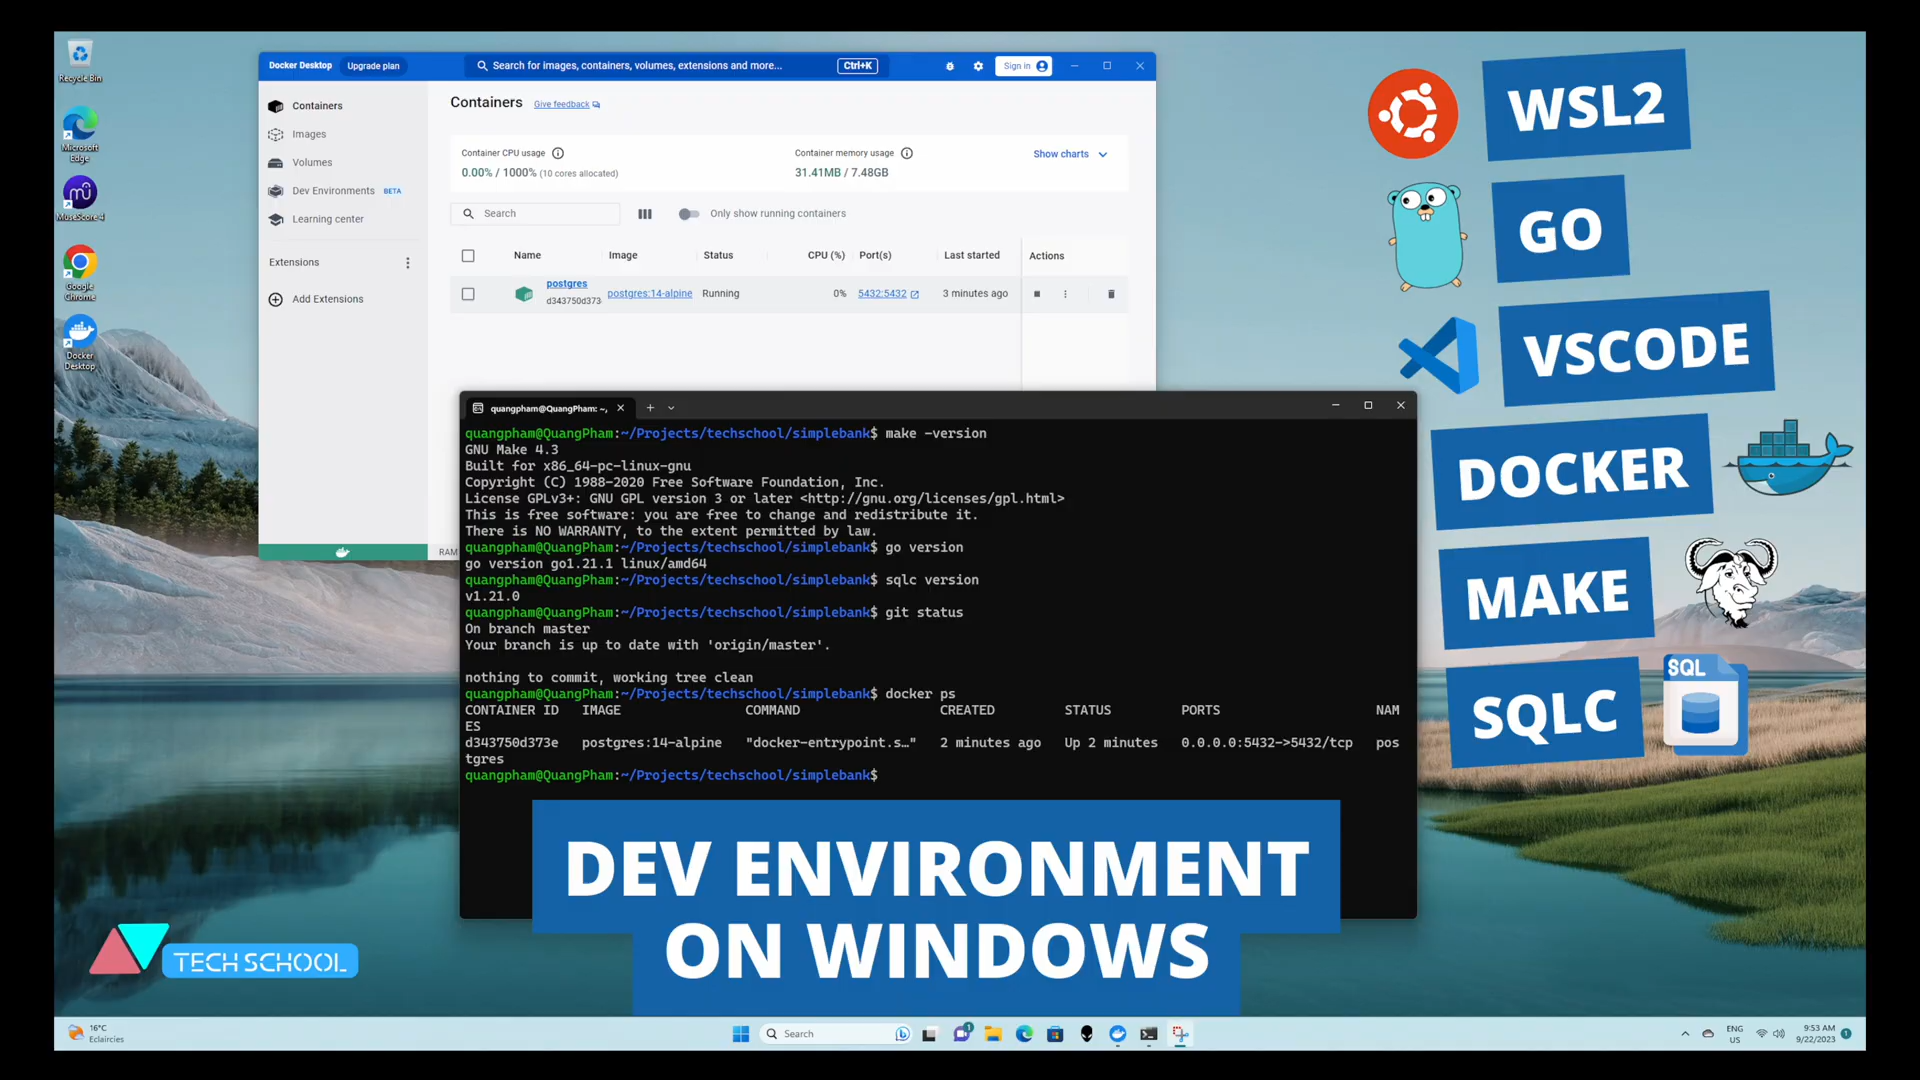 Recycle Bin
Microsoft
Edge
MuseScore 4
Google
Chrome
Docker
Desktop
Docker Desktop
Upgrade plan
Search for images, containers, volumes, extensions and more...
Ctrl+K
Sign in
Containers
Images
Volumes
Dev Environments BETA
Learning center
Extensions
Add Extensions
Containers
Give feedback
Container CPU usage
0.00% / 1000% (10 cores allocated)
Container memory usage
31.41MB / 7.48GB
Show charts
Search
Only show running containers
Name Image Status CPU (%) Port(s) Last started Actions
postgres
d343750d373
postgres:14-alpine Running 0% 5432:5432 3 minutes ago
RAM
quangpham@QuangPham: ~,
quangpham@QuangPham:~/Projects/techschool/simplebank$ make -version
GNU Make 4.3
Built for x86_64-pc-linux-gnu
Copyright (C) 1988-2020 Free Software Foundation, Inc.
License GPLv3+: GNU GPL version 3 or later <http://gnu.org/licenses/gpl.html>
This is free software: you are free to change and redistribute it.
There is NO WARRANTY, to the extent permitted by law.
quangpham@QuangPham:~/Projects/techschool/simplebank$ go version
go version go1.21.1 linux/amd64
quangpham@QuangPham:~/Projects/techschool/simplebank$ sqlc version
v1.21.0
quangpham@QuangPham:~/Projects/techschool/simplebank$ git status
On branch master
Your branch is up to date with 'origin/master'.
nothing to commit, working tree clean
quangpham@QuangPham:~/Projects/techschool/simplebank$ docker ps
CONTAINER ID IMAGE COMMAND CREATED STATUS PORTS NAM
ES
d343750d373e postgres:14-alpine "docker-entrypoint.s…" 2 minutes ago Up 2 minutes 0.0.0.0:5432->5432/tcp pos
tgres
quangpham@QuangPham:~/Projects/techschool/simplebank$
WSL2
GO
VSCODE
DOCKER
MAKE
SQLC
SQL
DEV ENVIRONMENT
ON WINDOWS
TECH SCHOOL
16°C
Eclaircies
Search
1
ENG
US
9:53 AM
9/22/2023
1